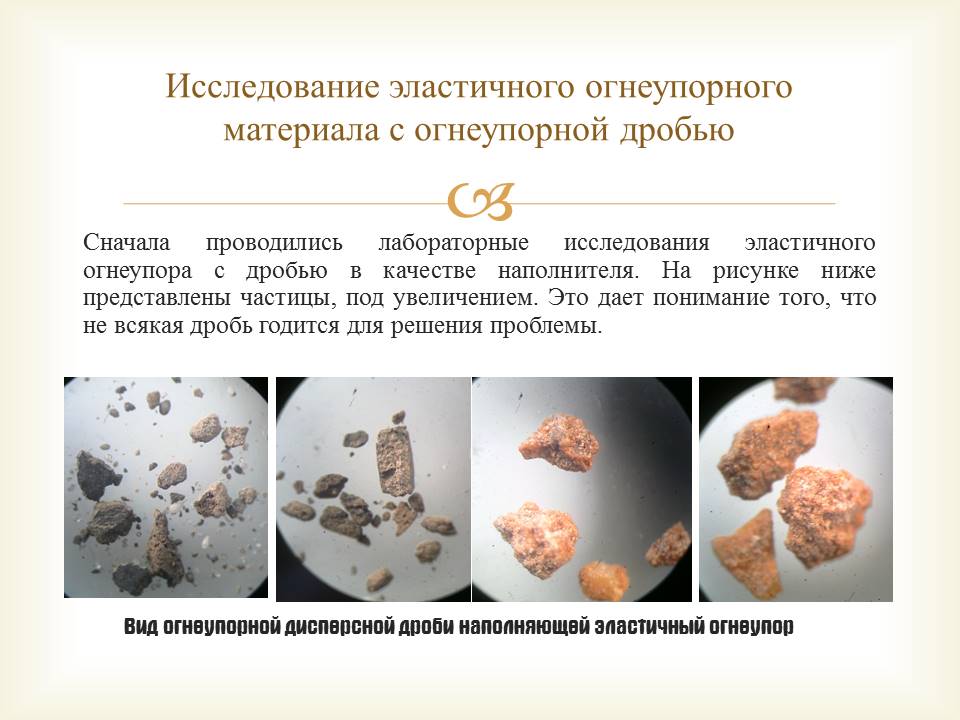 Исследование эластичного огнеупорного
материала с огнеупорной дробью
Сначала проводились лабораторные исследования эластичного
огнеупора с дробью в качестве наполнителя. На рисунке ниже
представлены частицы, под увеличением. Это дает понимание того, что
не всякая дробь годится для решения проблемы.
Вид огнеупорной дисперсной дроби наполняющей эластичный огнеупор